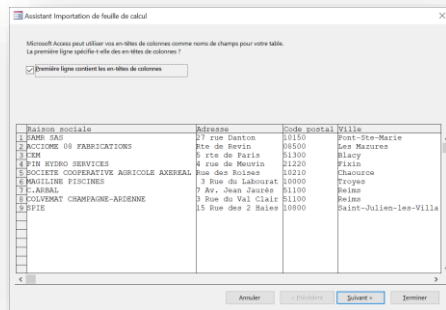 Assistant Importation de feuille de calcul
Microsoft Access peut utiliser vos en-têtes de colonnes comme noms de champs pour votre table.
La première ligne spécifie-t-elle des en-têtes de colonnes ?
Première ligne contient les en-têtes de colonnes
Raison sociale Adresse Code postal Ville
1 SAMR SAS 27 rue Danton 10150 Pont-Ste-Marie
2 ACCIOME 08 FABRICATIONS Rte de Revin 08500 Les Mazures
3 CEM 5 rte de Paris 51300 Blacy
4 PIN HYDRO SERVICES 4 rue de Meuvin 21220 Fixin
5 SOCIETE COOPERATIVE AGRICOLE AXEREAL Rue des Roises 10210 Chaource
6 MAGILINE PISCINES 3 Rue du Labourat 10000 Troyes
7 C.ARBAL 7 Av. Jean Jaurès 51100 Reims
8 COLVEMAT CHAMPAGNE-ARDENNE 3 Rue du Val Clair 51100 Reims
9 SPIE 15 Rue des 2 Haies 10800 Saint-Julien-les-Villa
Annuler < Précédent Suivant > Terminer